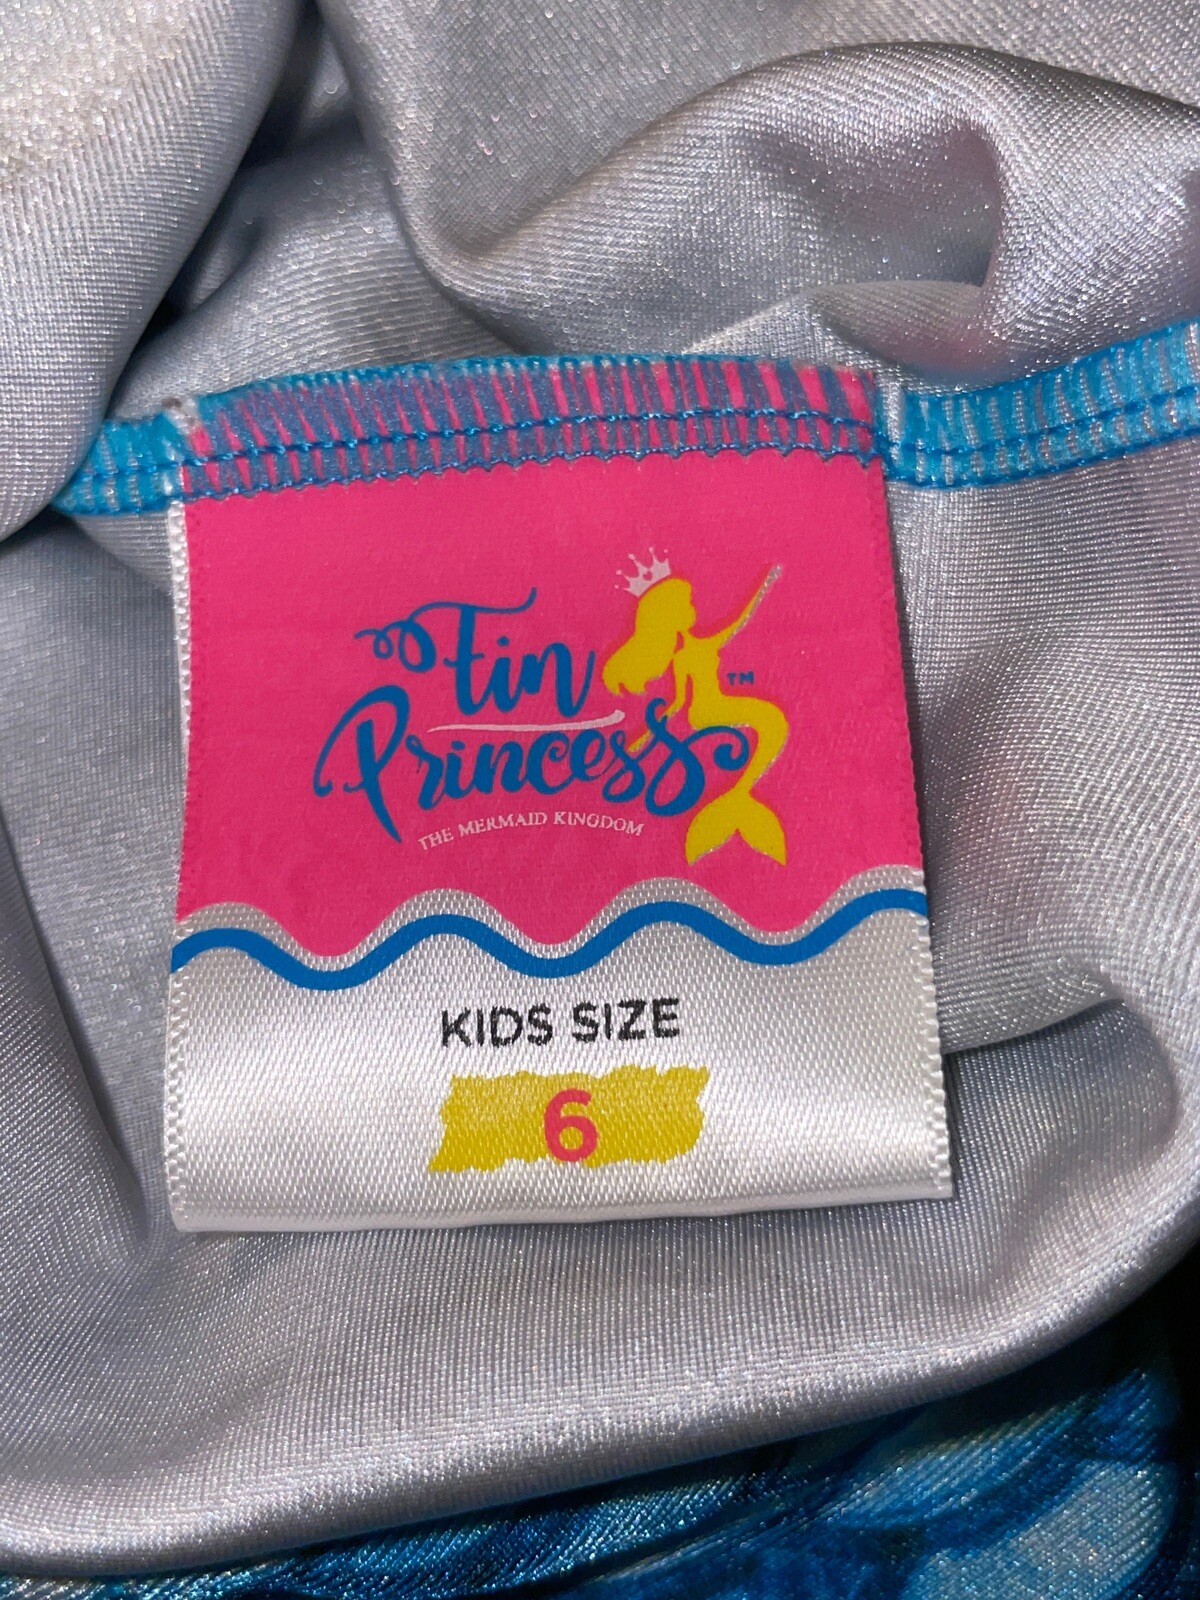 Fin
Princess
TM
THE MERMAID KINGDOM
KIDS SIZE
6